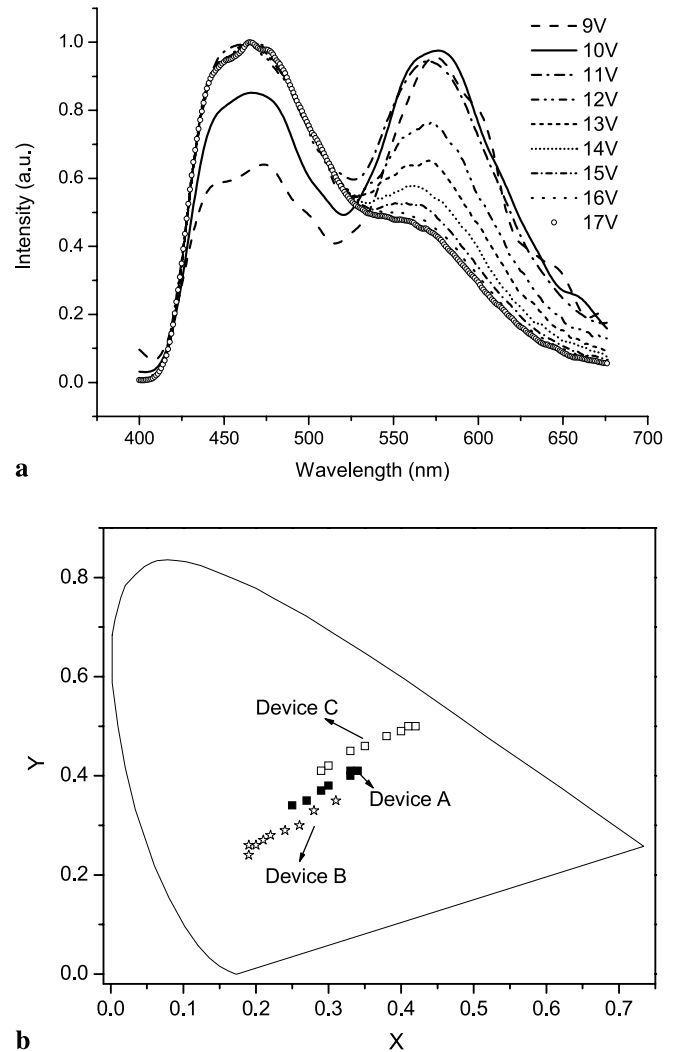 1.0
0.8
0.6
0.4
0.2
0.0
Intensity (a.u.)
9V
10V
11V
12V
13V
14V
15V
16V
17V
400 450 500 550 600 650 700
Wavelength (nm)
a
0.8
0.6
0.4
0.2
0.0
Y
Device C
Device A
Device B
0.0 0.1 0.2 0.3 0.4 0.5 0.6 0.7
X
b